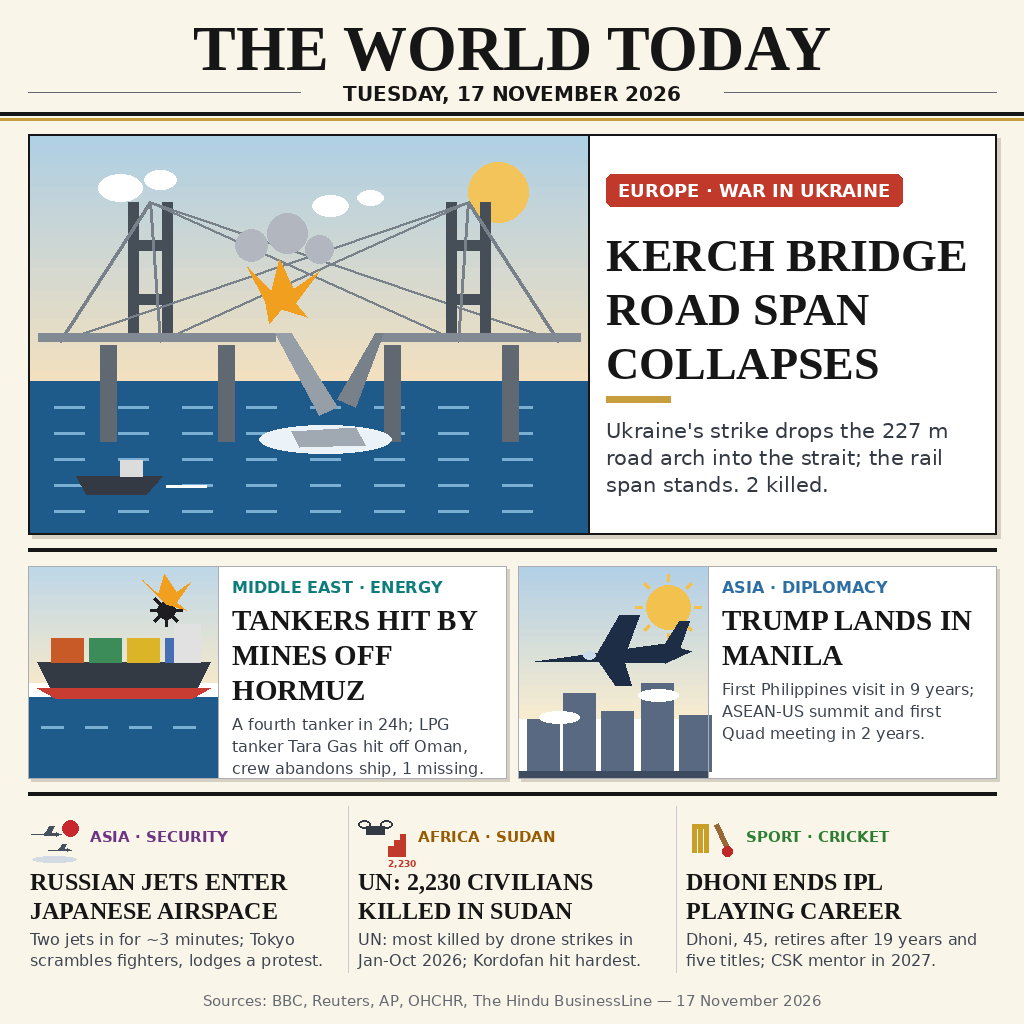 THE WORLD TODAY
TUESDAY, 17 NOVEMBER 2026
EUROPE · WAR IN UKRAINE
KERCH BRIDGE
ROAD SPAN
COLLAPSES
Ukraine's strike drops the 227 m
road arch into the strait; the rail
span stands. 2 killed.
MIDDLE EAST · ENERGY
TANKERS HIT BY
MINES OFF
HORMUZ
A fourth tanker in 24h; LPG
tanker Tara Gas hit off Oman,
crew abandons ship, 1 missing.
ASIA · DIPLOMACY
TRUMP LANDS IN
MANILA
First Philippines visit in 9 years;
ASEAN-US summit and first
Quad meeting in 2 years.
ASIA · SECURITY
RUSSIAN JETS ENTER
JAPANESE AIRSPACE
Two jets in for ~3 minutes; Tokyo
scrambles fighters, lodges a protest.
AFRICA · SUDAN
2,230
UN: 2,230 CIVILIANS
KILLED IN SUDAN
UN: most killed by drone strikes in
Jan-Oct 2026; Kordofan hit hardest.
SPORT · CRICKET
DHONI ENDS IPL
PLAYING CAREER
Dhoni, 45, retires after 19 years and
five titles; CSK mentor in 2027.
Sources: BBC, Reuters, AP, OHCHR, The Hindu BusinessLine — 17 November 2026